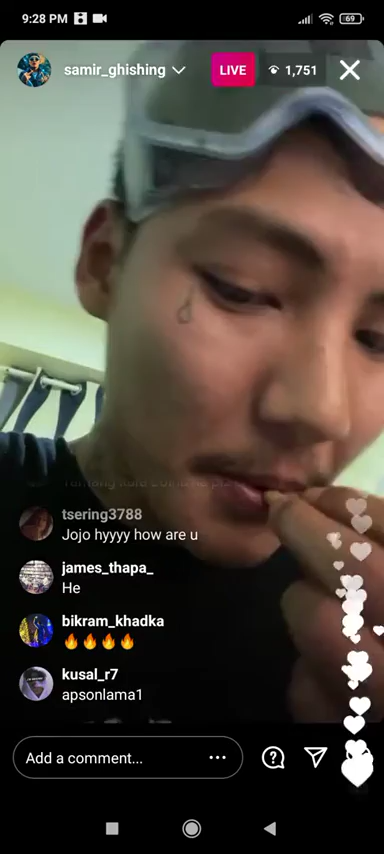 9:28 PM
69
samir_ghishing
LIVE
1,751
tsering3788
Jojo hyyyy how are u
james_thapa_
He
bikram_khadka
🔥🔥🔥🔥
kusal_r7
apsonlama1
Add a comment...